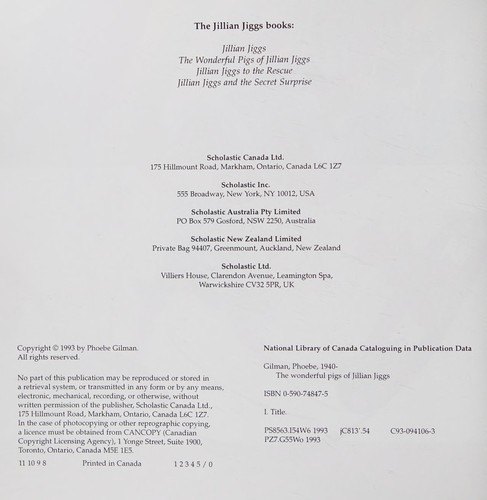 The Jillian Jiggs books:
Jillian Jiggs
The Wonderful Pigs of Jillian Jiggs
Jillian Jiggs to the Rescue
Jillian Jiggs and the Secret Surprise
Scholastic Canada Ltd.
175 Hillmount Road, Markham, Ontario, Canada L6C 1Z7
Scholastic Inc.
555 Broadway, New York, NY 10012, USA
Scholastic Australia Pty Limited
PO Box 579 Gosford, NSW 2250, Australia
Scholastic New Zealand Limited
Private Bag 94407, Greenmount, Auckland, New Zealand
Scholastic Ltd.
Villiers House, Clarendon Avenue, Leamington Spa,
Warwickshire CV32 5PR, UK
Copyright © 1993 by Phoebe Gilman.
All rights reserved.
No part of this publication may be reproduced or stored in
a retrieval system, or transmitted in any form or by any means,
electronic, mechanical, recording, or otherwise, without
written permission of the publisher, Scholastic Canada Ltd.,
175 Hillmount Road, Markham, Ontario, Canada L6C 1Z7.
In the case of photocopying or other reprographic copying,
a licence must be obtained from CANCOPY (Canadian
Copyright Licensing Agency), 1 Yonge Street, Suite 1900,
Toronto, Ontario, Canada M5E 1E5.
11 10 9 8 Printed in Canada 1 2 3 4 5 / 0
National Library of Canada Cataloguing in Publication Data
Gilman, Phoebe, 1940-
The wonderful pigs of Jillian Jiggs
ISBN 0-590-74847-5
I. Title.
PS8563.I54W6 1993 jC813'.54 C93-094106-3
PZ7.G55Wo 1993